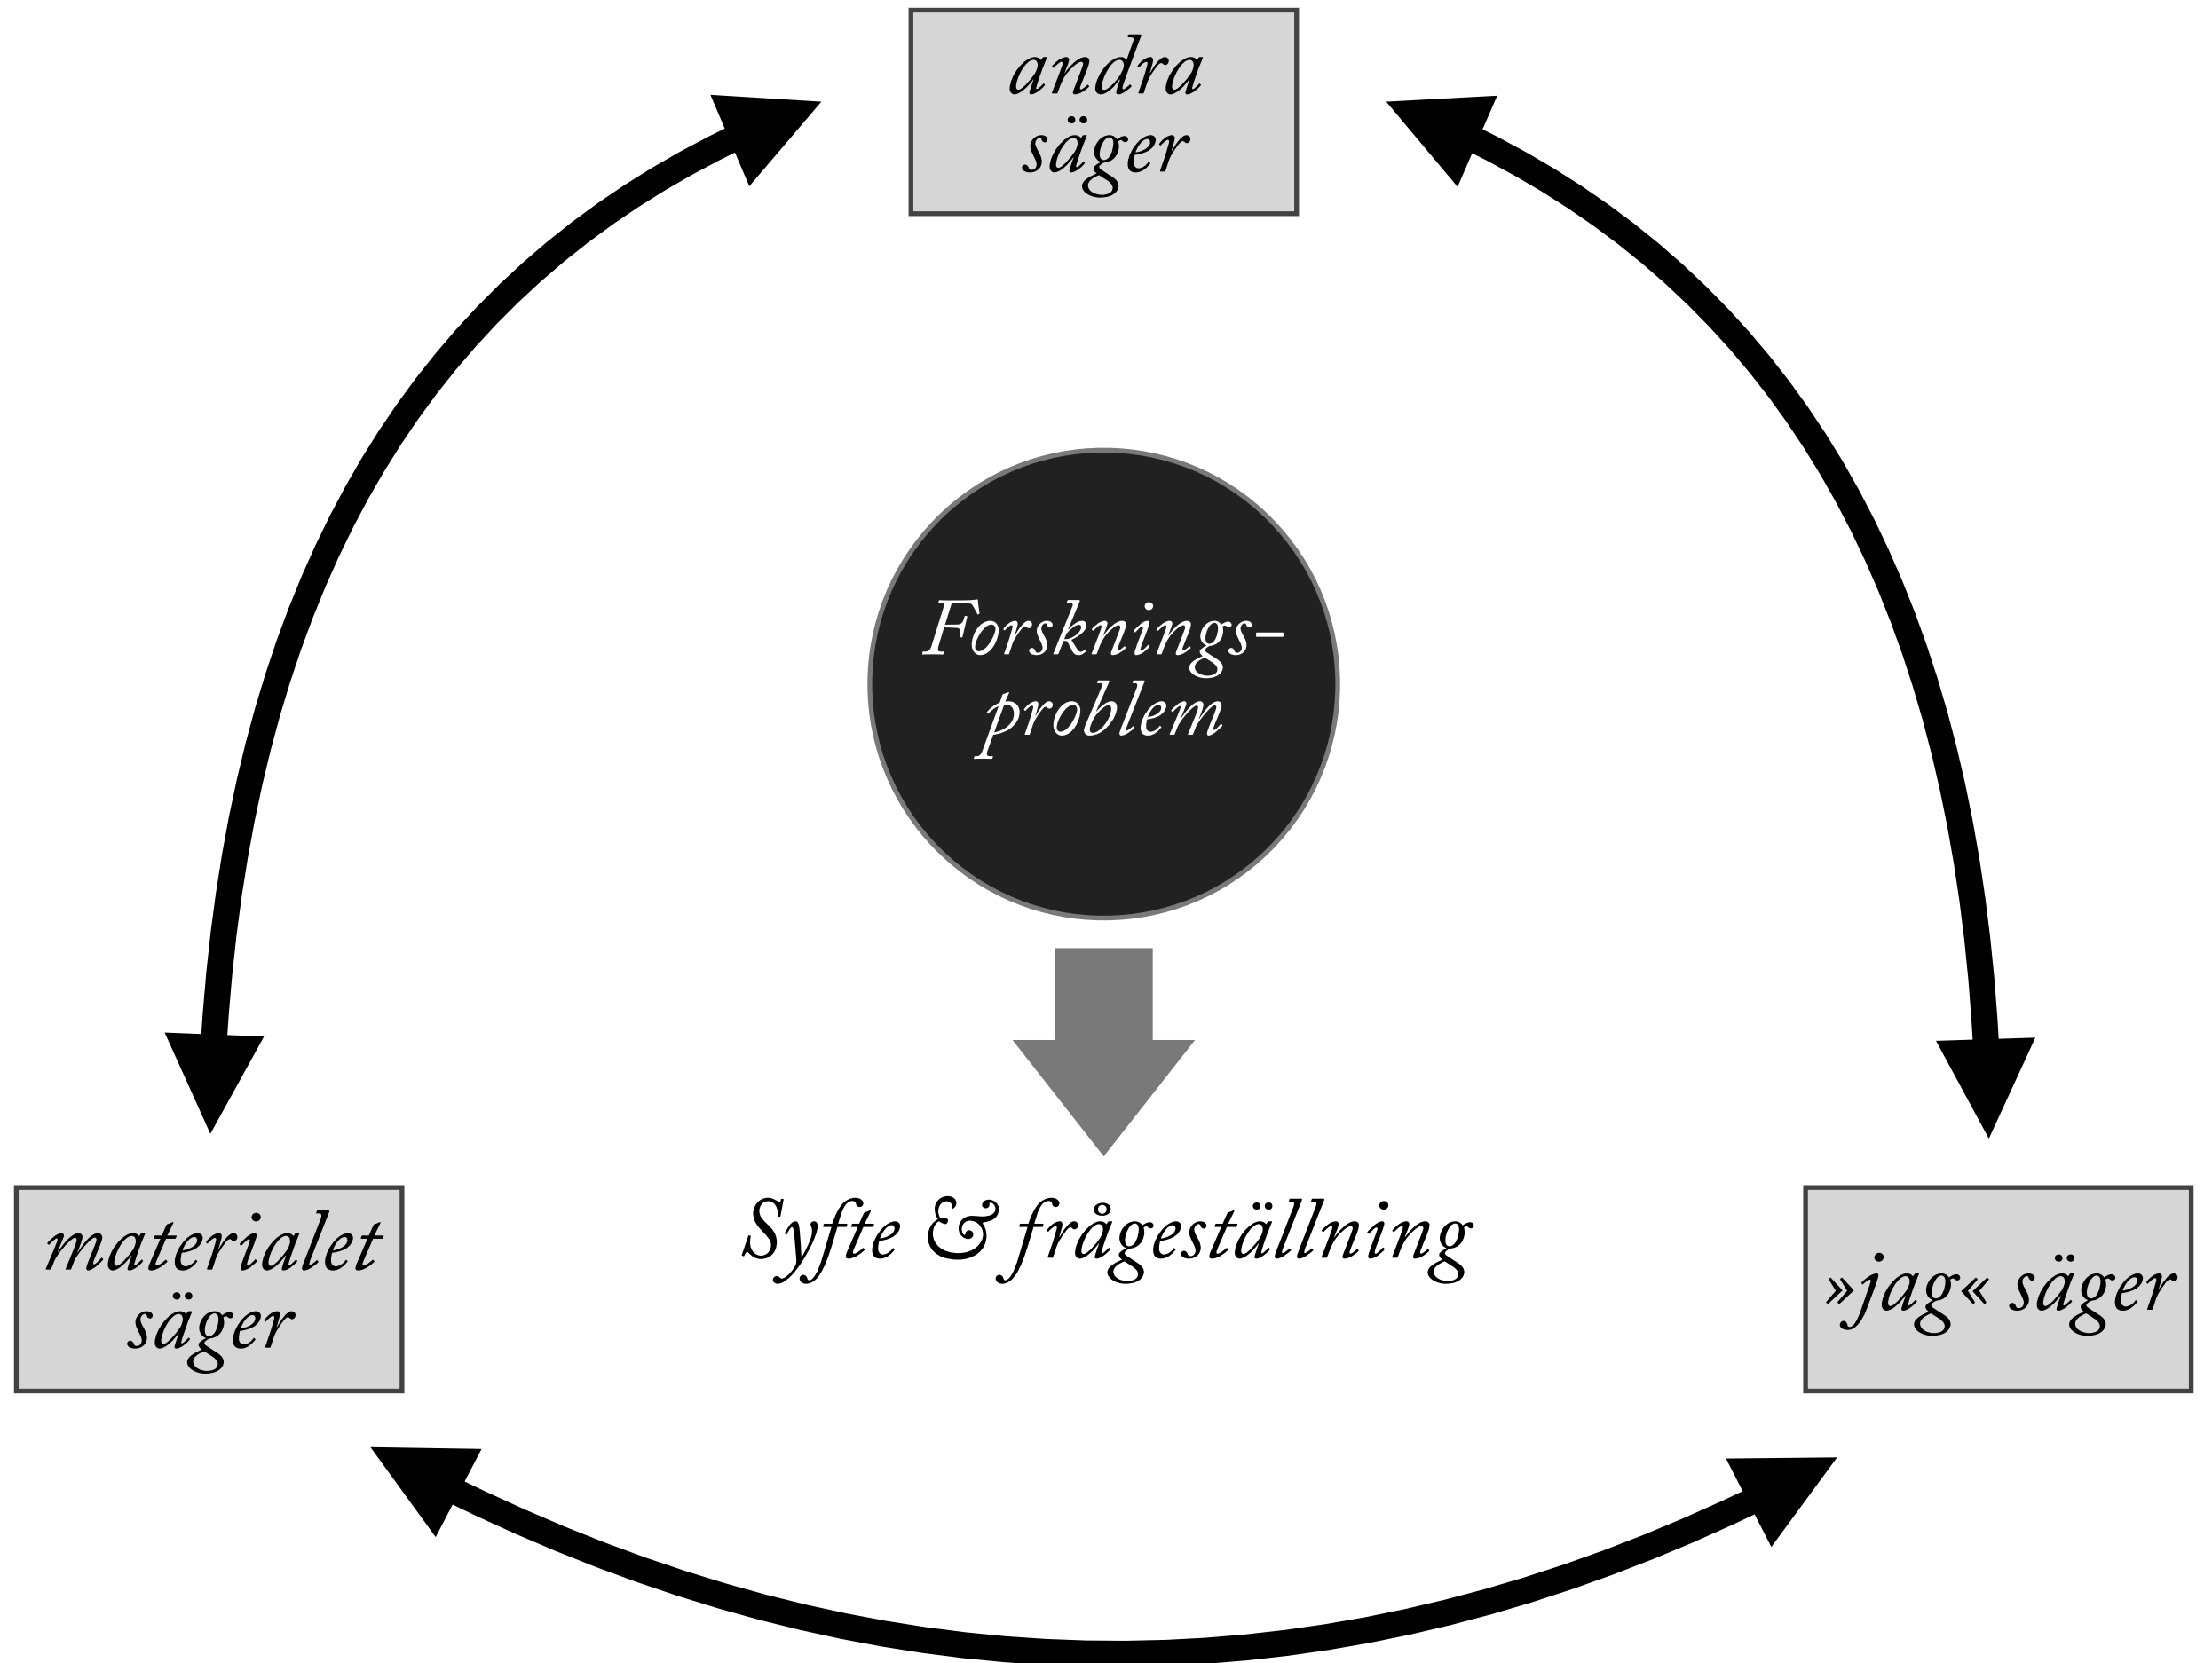 andra
säger
Forsknings-
problem
Syfte & frågeställning
materialet
säger
»jag« säger